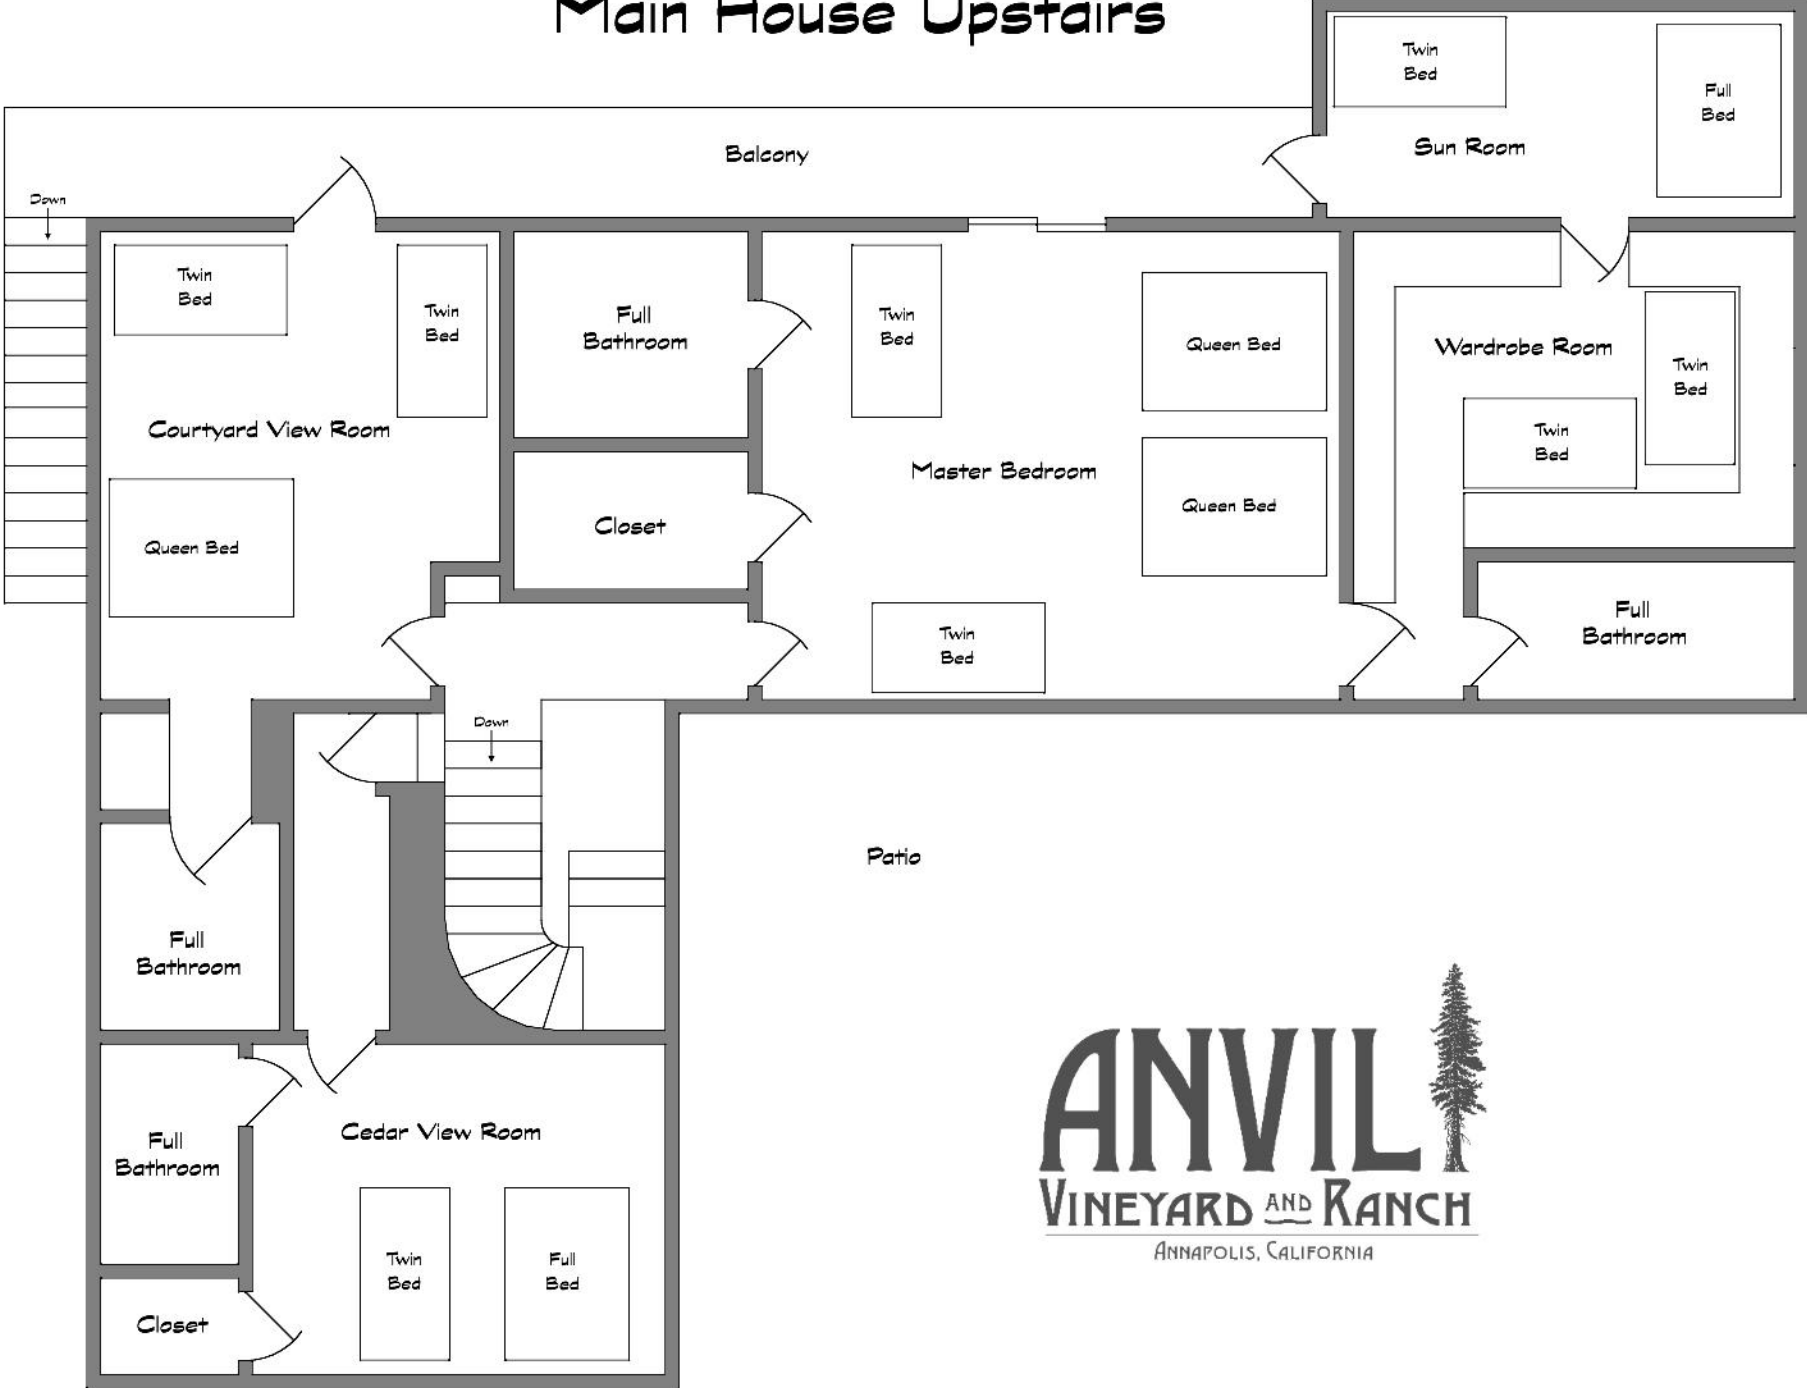 Main House Upstairs
Twin
Bed
Full
Bed
Sun Room
Balcony
Down
Twin
Bed
Twin
Bed
Courtyard View Room
Queen Bed
Full
Bathroom
Closet
Twin
Bed
Queen Bed
Master Bedroom
Queen Bed
Twin
Bed
Wardrobe Room
Twin
Bed
Twin
Bed
Full
Bathroom
Down
Patio
Full
Bathroom
Full
Bathroom
Cedar View Room
Twin
Bed
Full
Bed
Closet
ANVIL
VINEYARD AND RANCH
ANNAPOLIS, CALIFORNIA